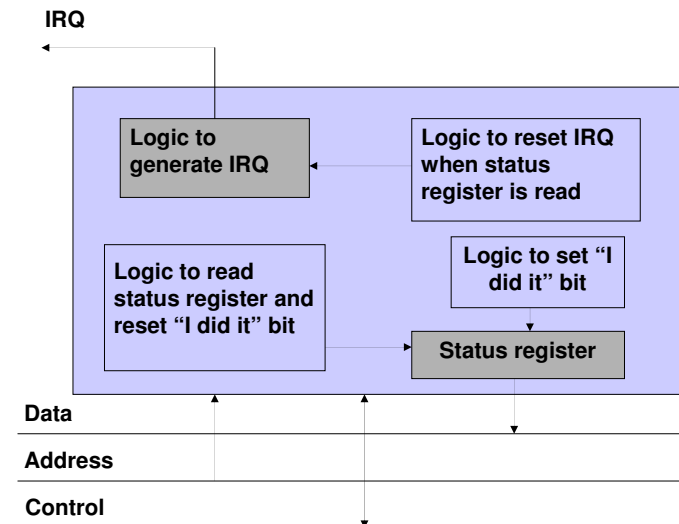 IRQ
Logic to
generate IRQ
Logic to reset IRQ
when status
register is read
Logic to read
status register and
reset “I did it” bit
Logic to set “I
did it” bit
Status register
Data
Address
Control